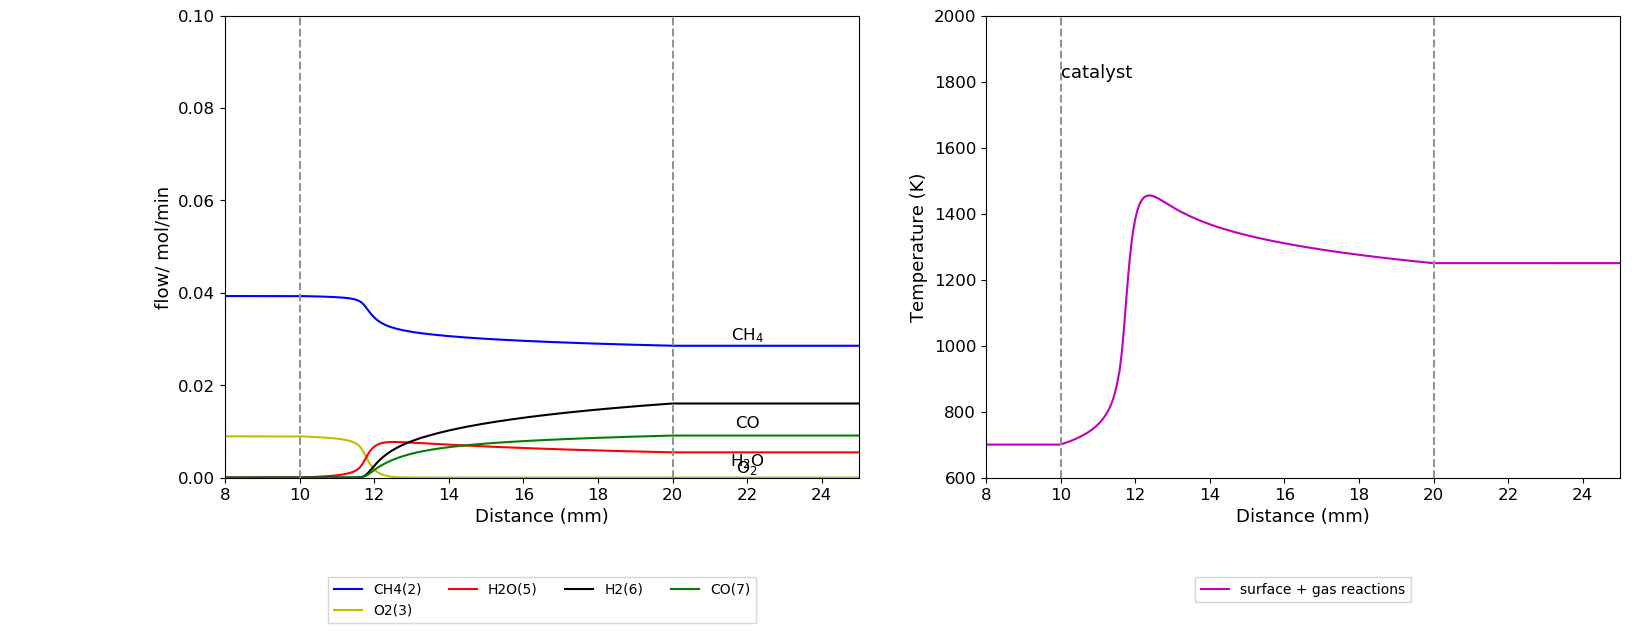 0.10
0.08
0.06
0.04
0.02
0.00
flow/ mol/min
CH4
CO
H2O
O2
8 10 12 14 16 18 20 22 24
Distance (mm)
CH4(2) H2O(5) H2(6) CO(7)
O2(3)
2000
1800
1600
1400
1200
1000
800
600
Temperature (K)
catalyst
8 10 12 14 16 18 20 22 24
Distance (mm)
surface + gas reactions